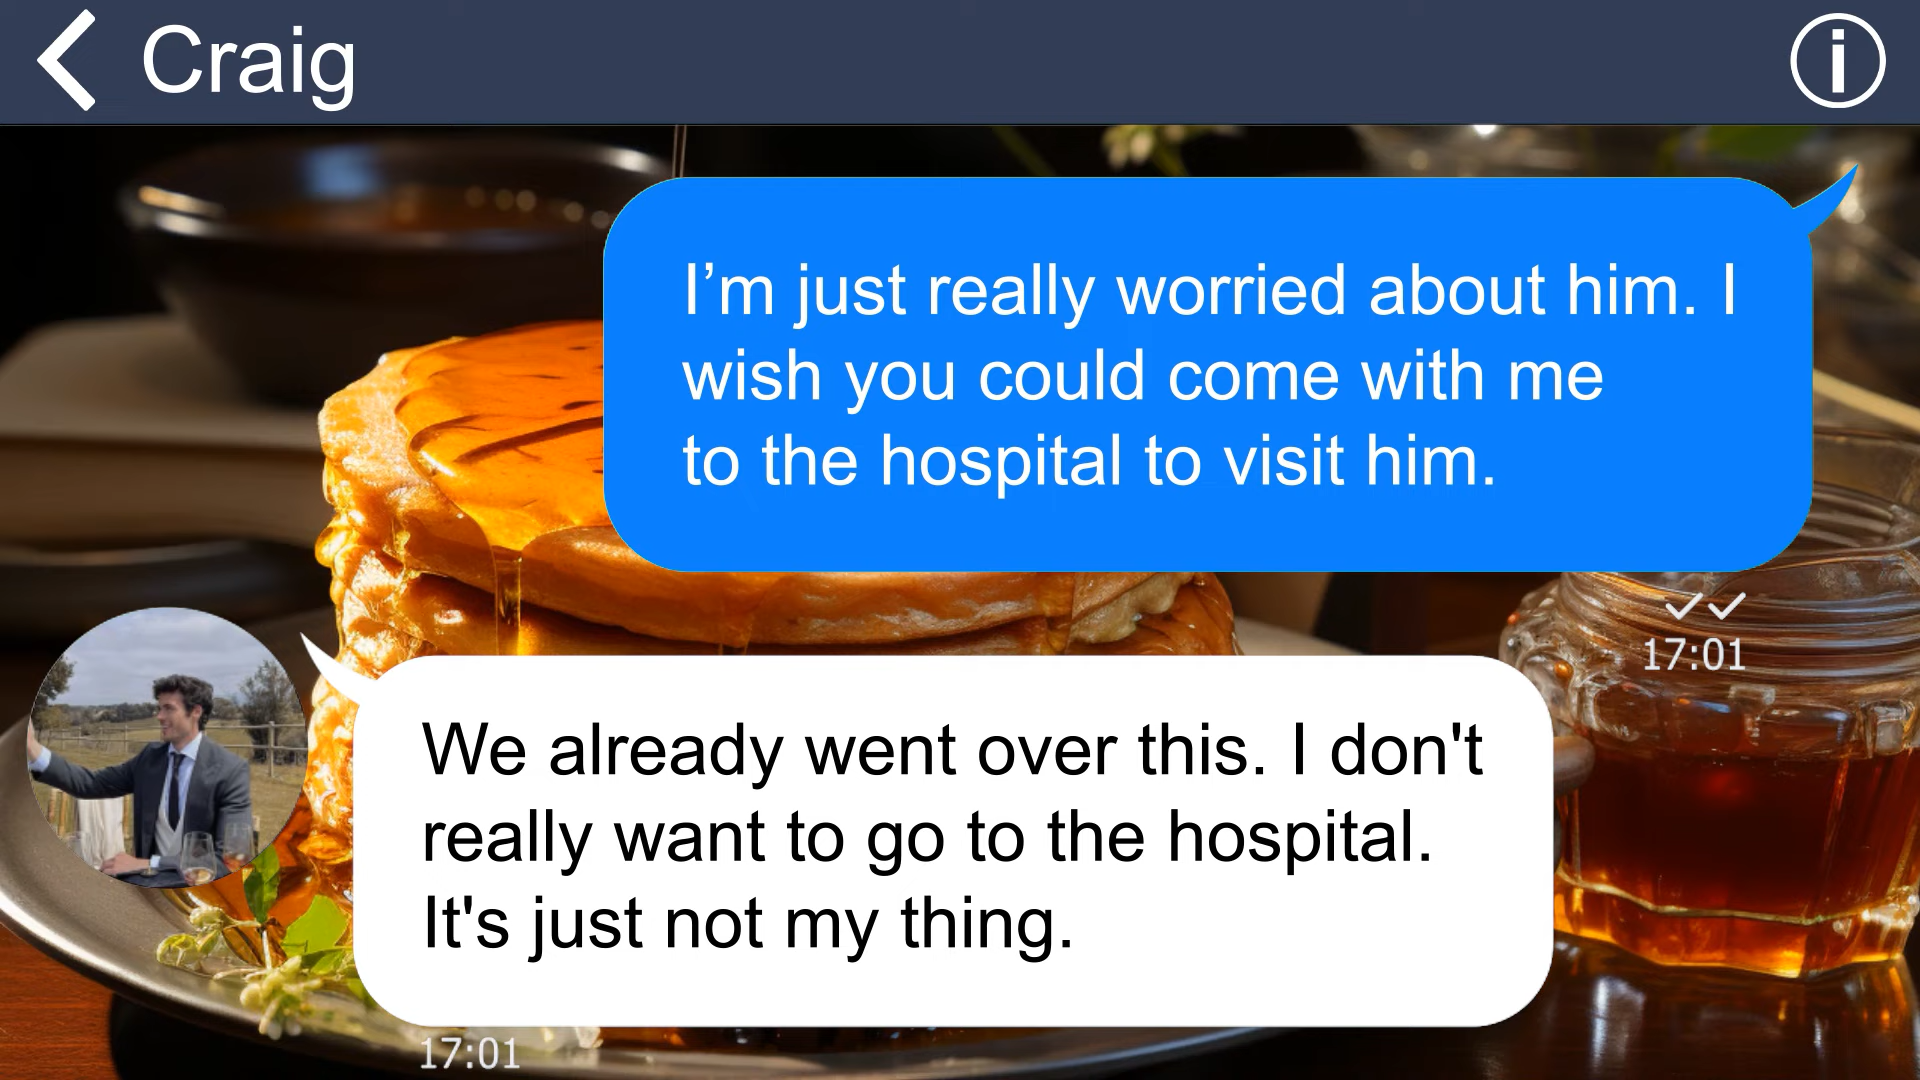 Craig
I’m just really worried about him. I
wish you could come with me
to the hospital to visit him.
17:01
We already went over this. I don't
really want to go to the hospital.
It's just not my thing.
17:01